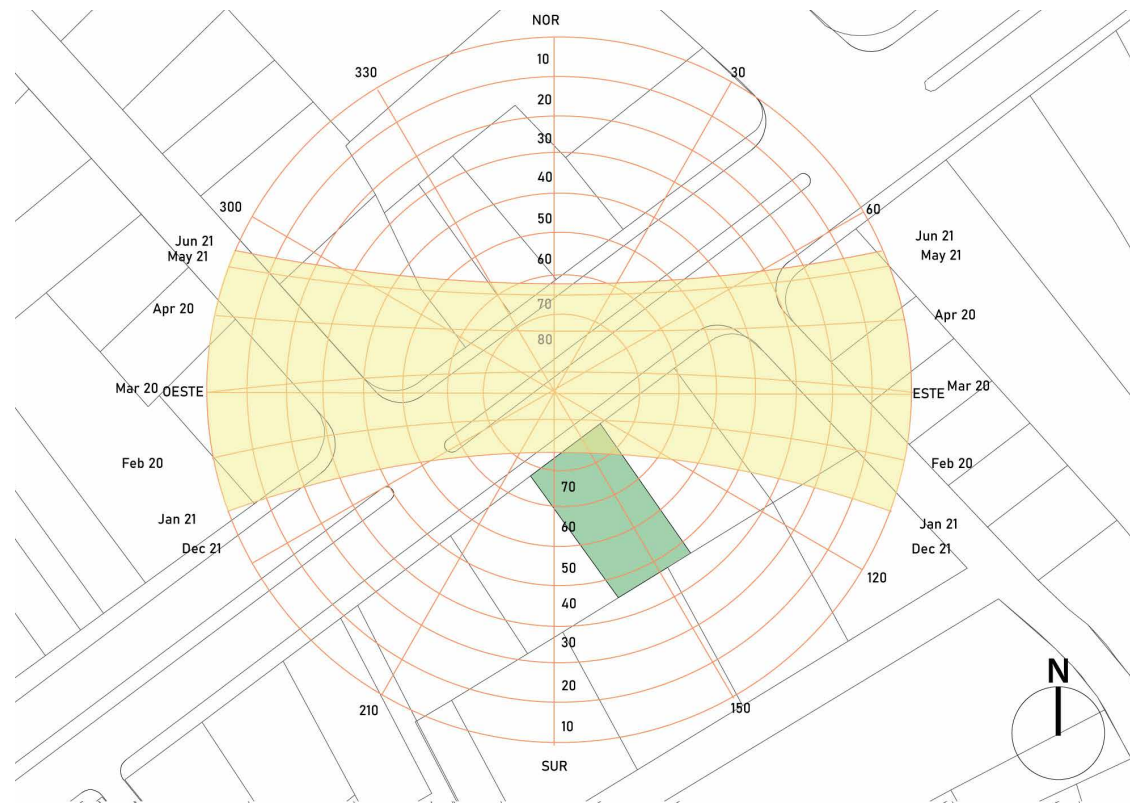 NOR
10
330
30
20
30
40
300
50
60
Jun 21
Jun 21
May 21
60
May 21
70
Apr 20
Apr 20
80
Mar 20
OESTE
ESTE
Mar 20
Feb 20
Feb 20
70
Jan 21
60
Jan 21
Dec 21
Dec 21
50
120
40
30
N
20
210
150
10
SUR